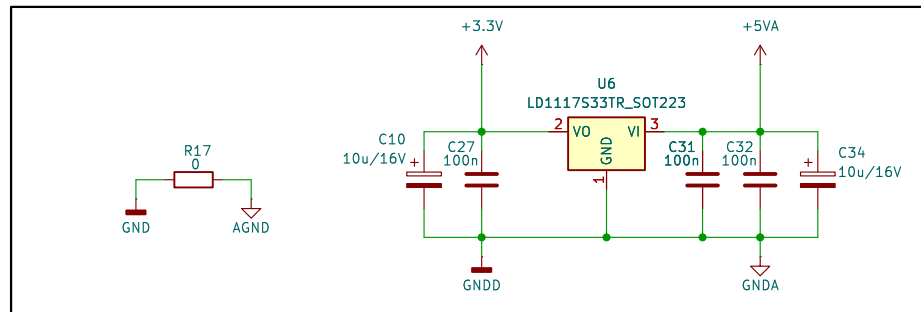 +3.3V
+5VA
U6
LD1117S33TR_SOT223
2
VO
VI
3
GND
1
C10
10u/16V
+
C27
100n
C31
100n
C32
100n
+
C34
10u/16V
R17
0
GND
AGND
GNDD
GNDA